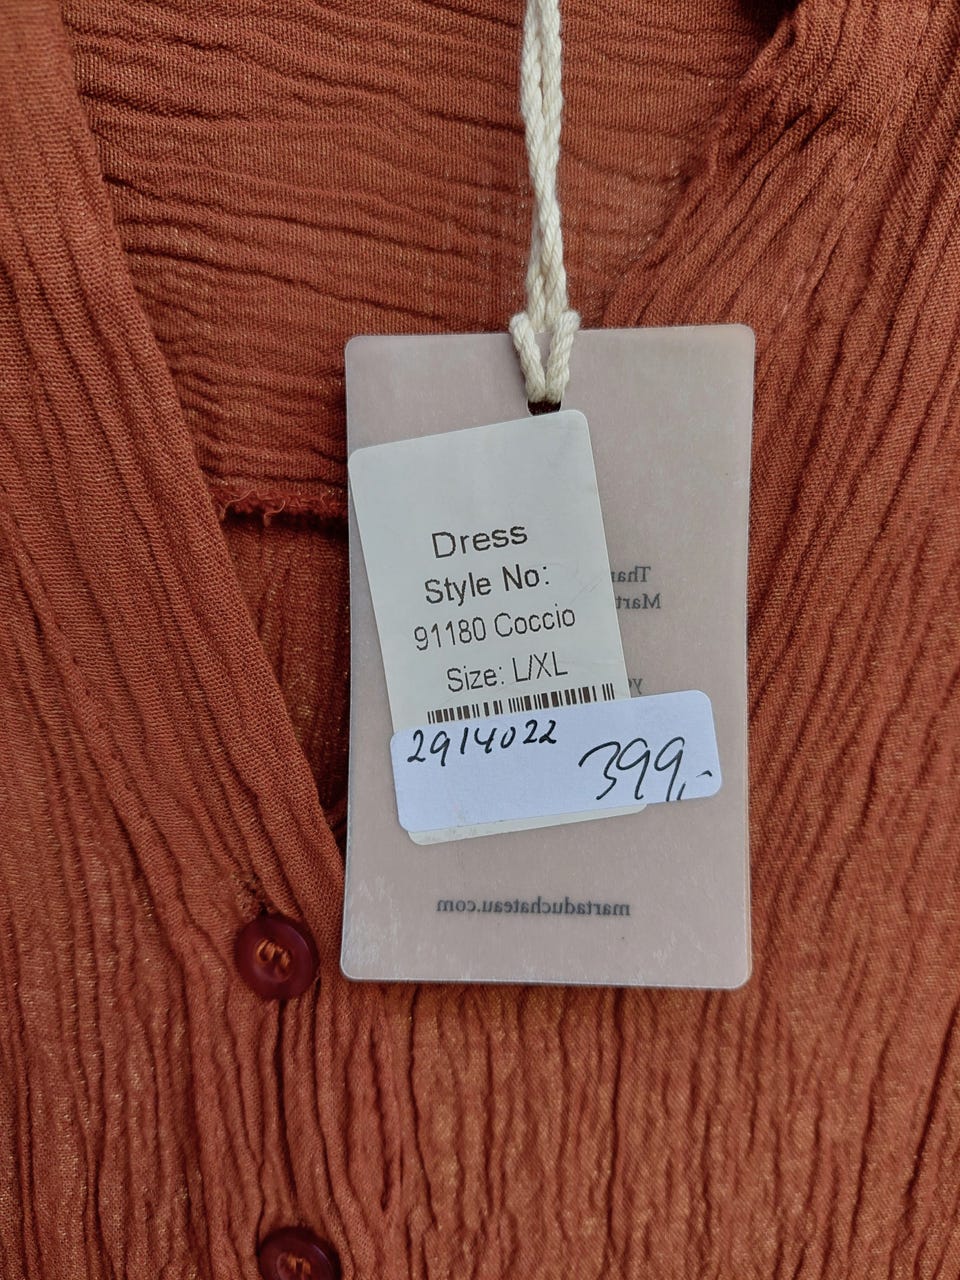 Dress
Style No:
91180 Coccio
Size: L/XL
2914022
399,-
martaduchateau.com